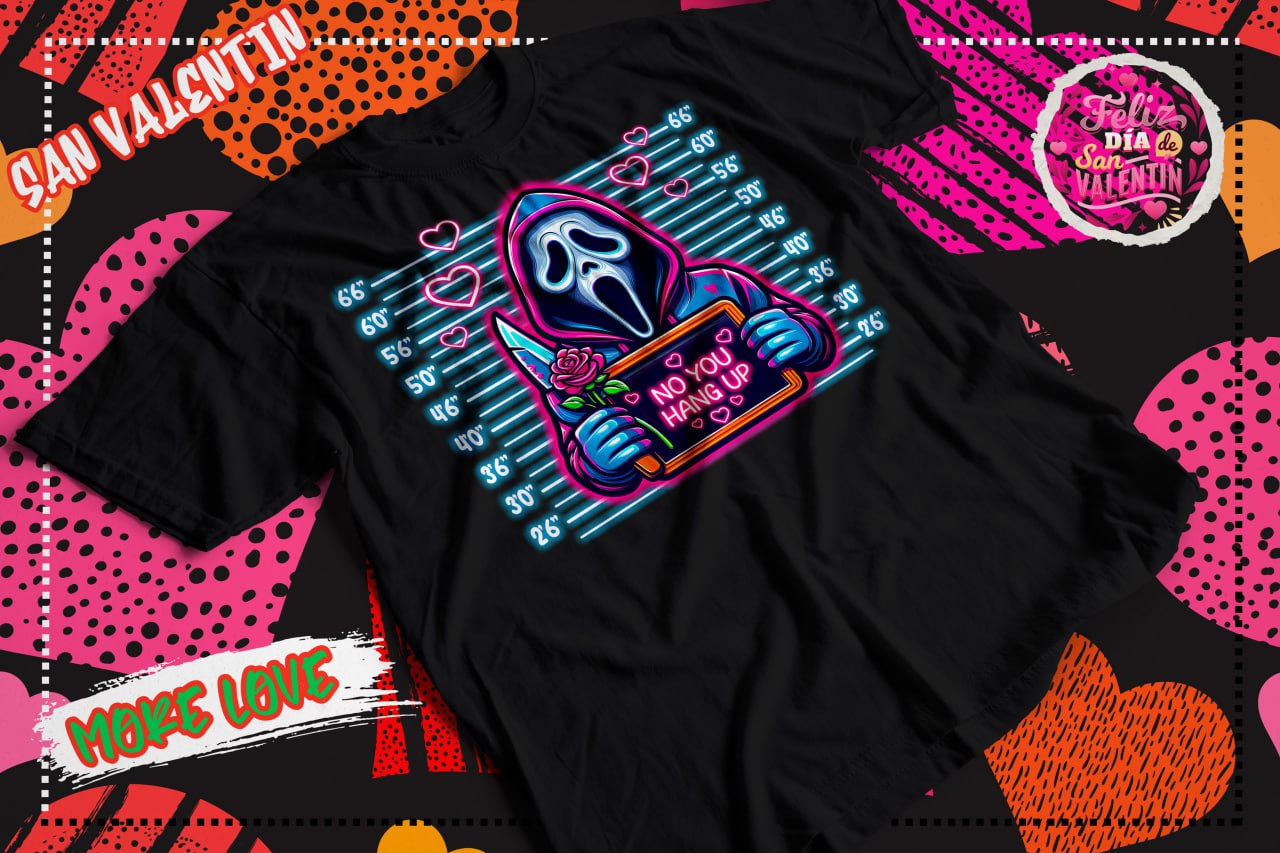 SAN VALENTIN
Feliz
DÍA de
San
VALENTIN
66"
60"
56"
50"
46"
40"
36"
30"
26"
66"
60"
56"
50"
46"
40"
36"
30"
26"
NO YOU
HANG UP
MORE LOVE